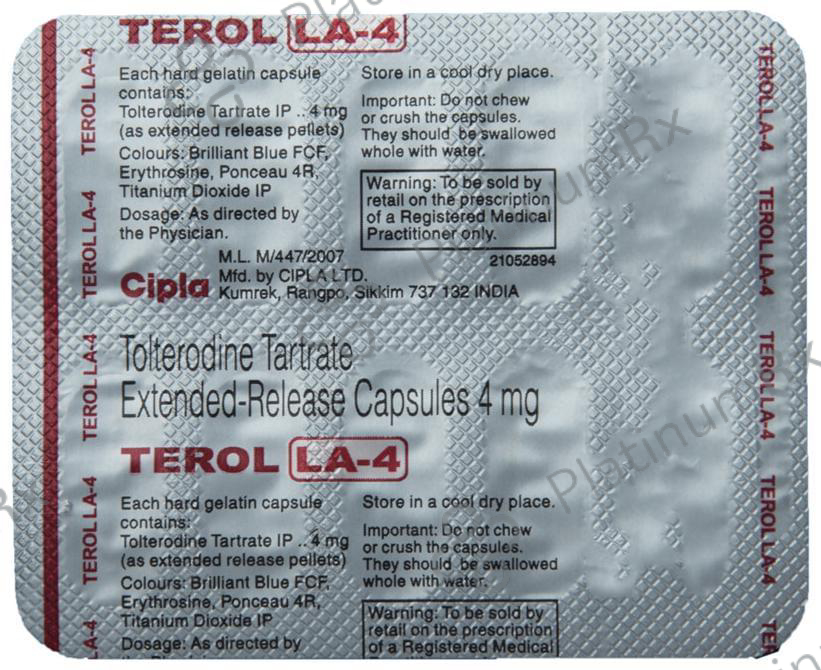 TEROL LA-4
Each hard gelatin capsule
contains:
Tolterodine Tartrate IP .. 4 mg
(as extended release pellets)
Colours: Brilliant Blue FCF,
Erythrosine, Ponceau 4R,
Titanium Dioxide IP
Dosage: As directed by
the Physician.
Store in a cool dry place.
Important: Do not chew
or crush the capsules.
They should be swallowed
whole with water.
Warning: To be sold by
retail on the prescription
of a Registered Medical
Practitioner only.
M.L. M/447/2007
21052894
Cipla
Mfd. by CIPLA LTD.
Kumrek, Rangpo, Sikkim 737 132 INDIA
Tolterodine Tartrate
Extended-Release Capsules 4 mg
TEROL LA-4
Each hard gelatin capsule
contains:
Tolterodine Tartrate IP .. 4 mg
(as extended release pellets)
Colours: Brilliant Blue FCF,
Erythrosine, Ponceau 4R,
Titanium Dioxide IP
Dosage: As directed by
Store in a cool dry place.
Important: Do not chew
or crush the capsules.
They should be swallowed
whole with water.
Warning: To be sold by
retail on the prescription
of a Registered Medical
TEROL LA-4
TEROL LA-4
TEROL LA-4
TEROL LA-4
TEROL LA-4
TEROL LA-4
TEROL LA-4
TEROL LA-4
PlatinumRx
PlatinumRx